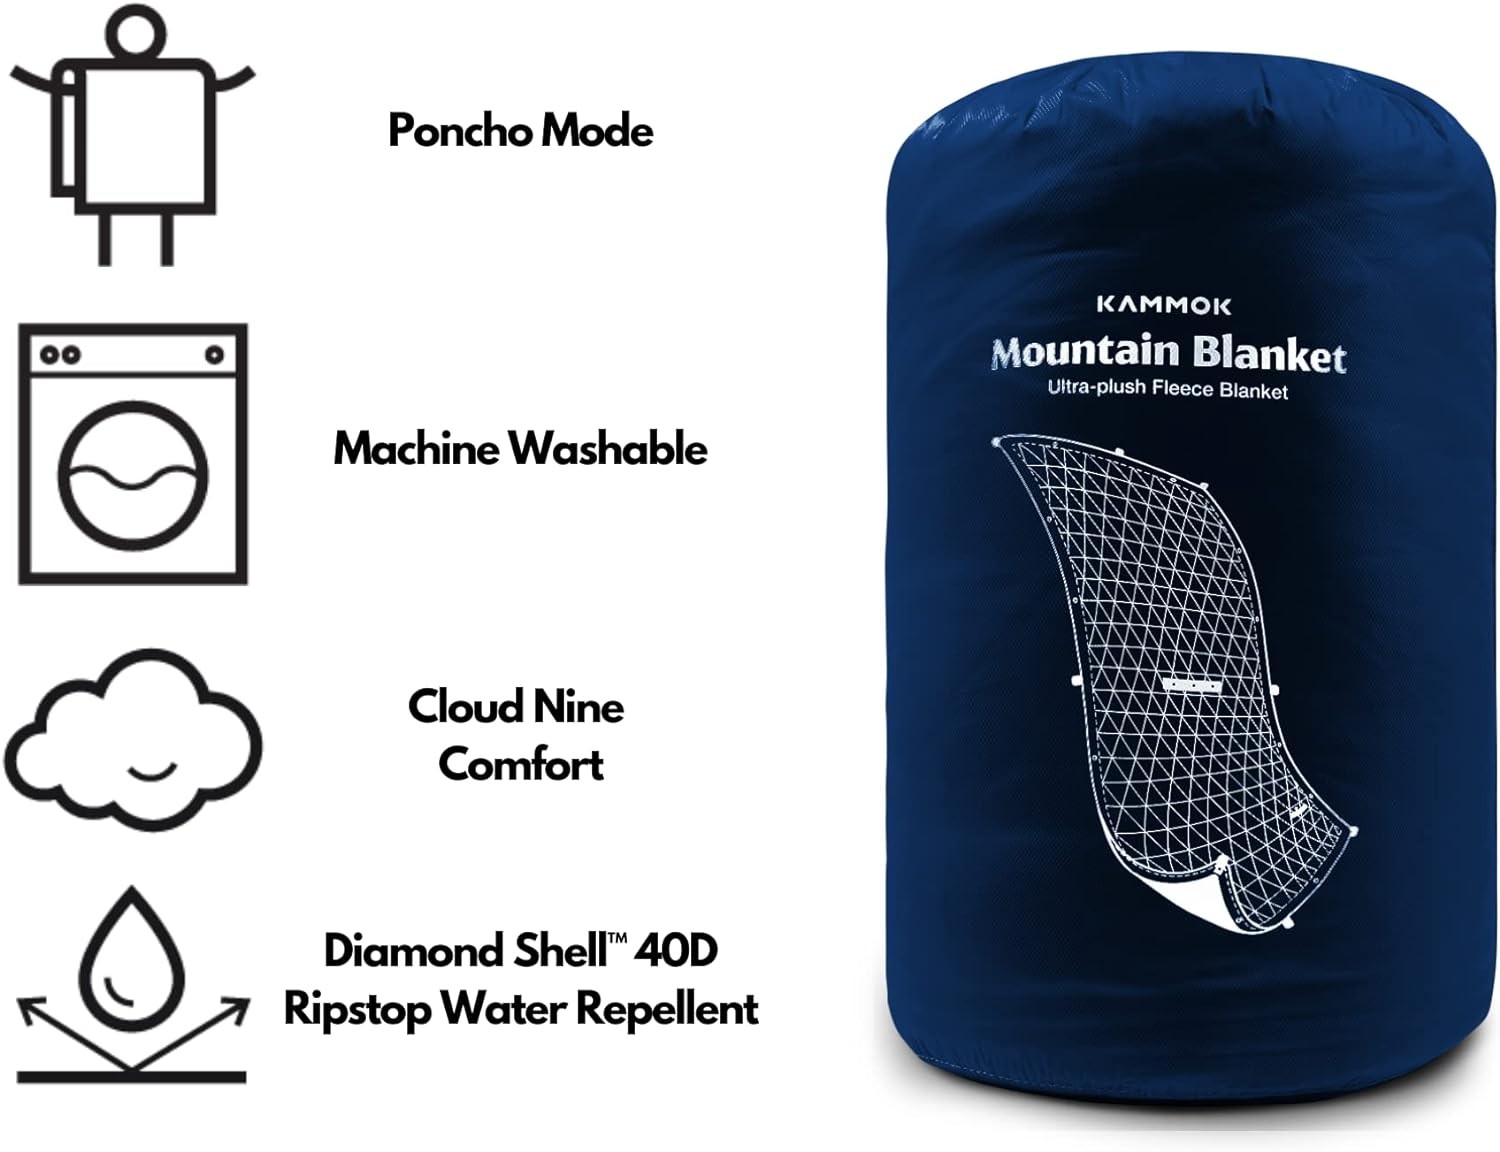 Poncho Mode
Machine Washable
Cloud Nine
Comfort
Diamond Shell™ 40D
Ripstop Water Repellent
KAMMOK
Mountain Blanket
Ultra-plush Fleece Blanket